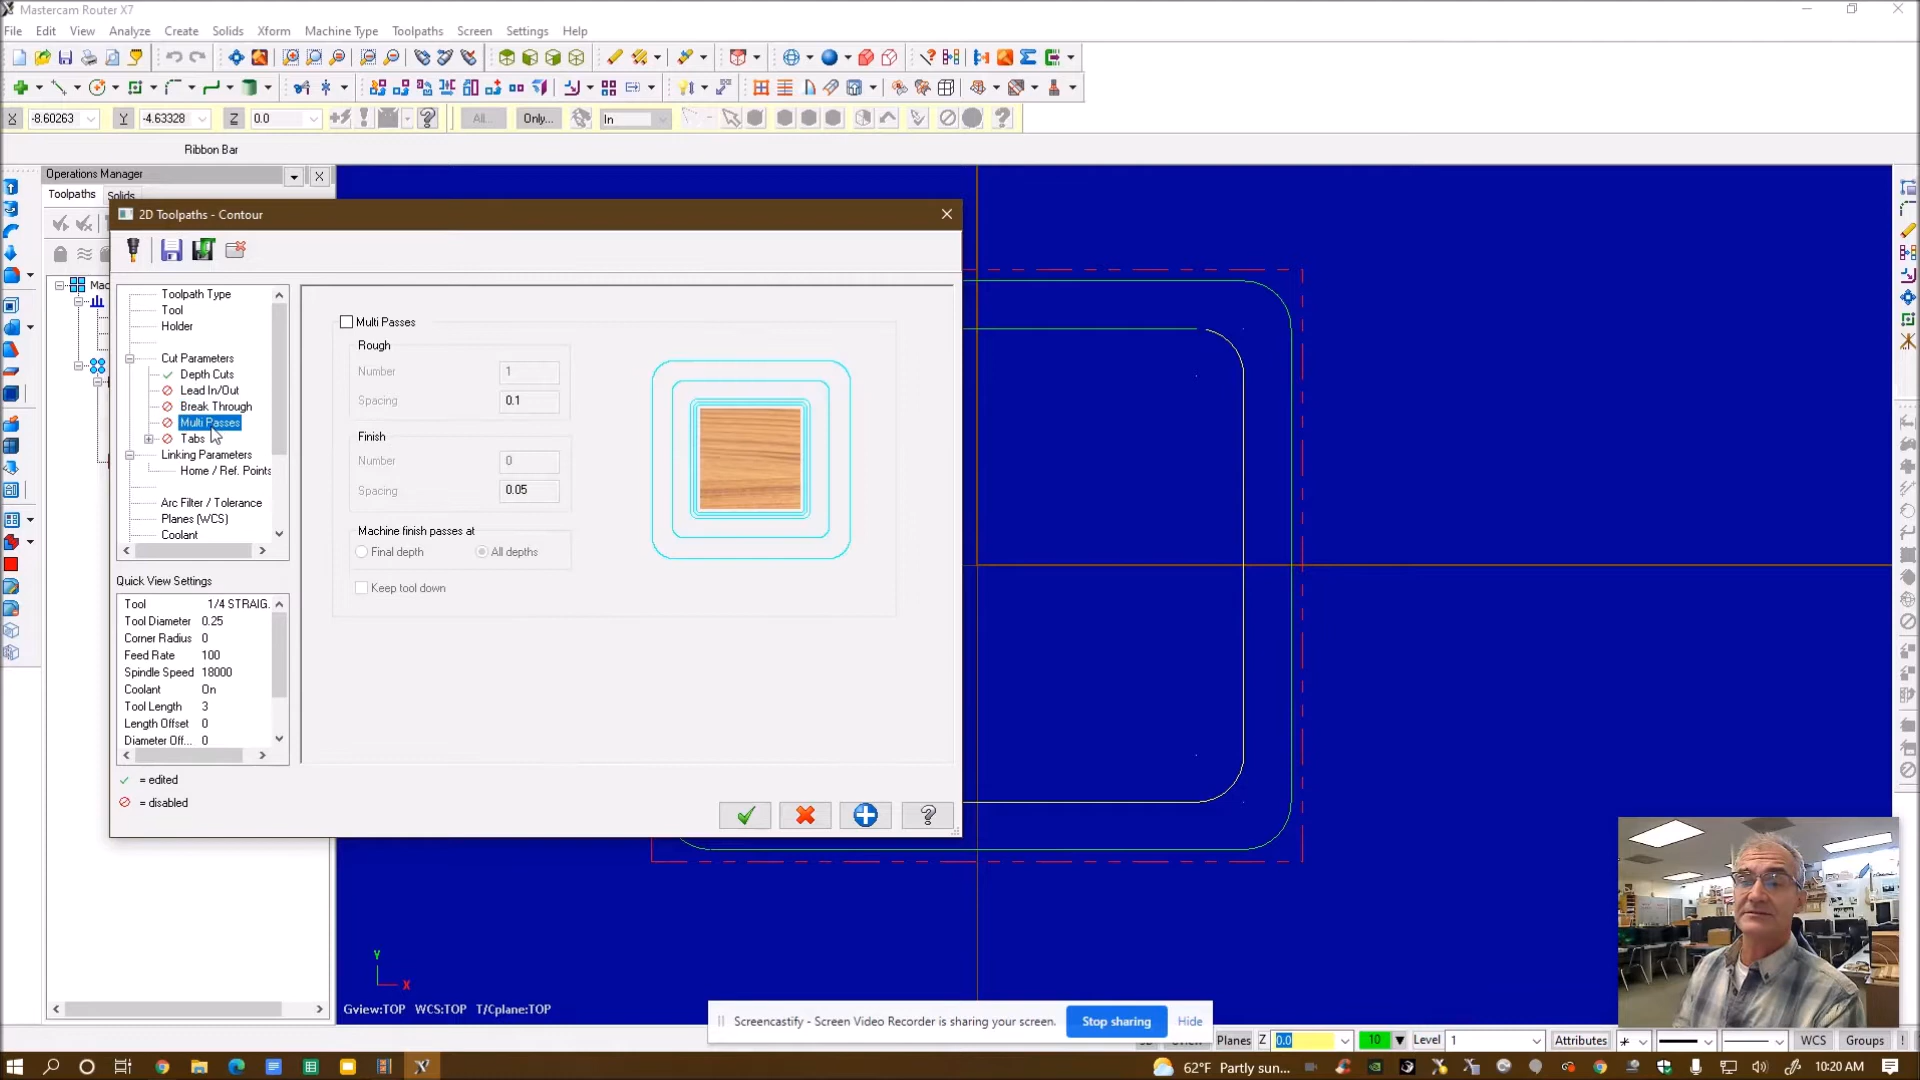 Mastercam Router X7
File Edit View Analyze Create Solids Xform Machine Type Toolpaths Screen Settings Help
X -8.60263 Y -4.63328 Z 0.0 All... Only... In
Ribbon Bar
Operations Manager
Toolpaths Solids
2D Toolpaths - Contour
Mac
Toolpath Type
Tool
Holder
Cut Parameters
Depth Cuts
Lead In/Out
Break Through
Multi Passes
Tabs
Linking Parameters
Home / Ref. Points
Arc Filter / Tolerance
Planes (WCS)
Coolant
Multi Passes
Rough
Number 1
Spacing 0.1
Finish
Number 0
Spacing 0.05
Machine finish passes at
Final depth All depths
Keep tool down
Quick View Settings
Tool 1/4 STRAIG.
Tool Diameter 0.25
Corner Radius 0
Feed Rate 100
Spindle Speed 18000
Coolant On
Tool Length 3
Length Offset 0
Diameter Off... 0
= edited
= disabled
Y
X
Gview:TOP WCS:TOP T/Cplane:TOP
Screencastify - Screen Video Recorder is sharing your screen. Stop sharing Hide
Planes Z 0.0 10 Level 1 Attributes WCS Groups
62°F Partly sun... 10:20 AM